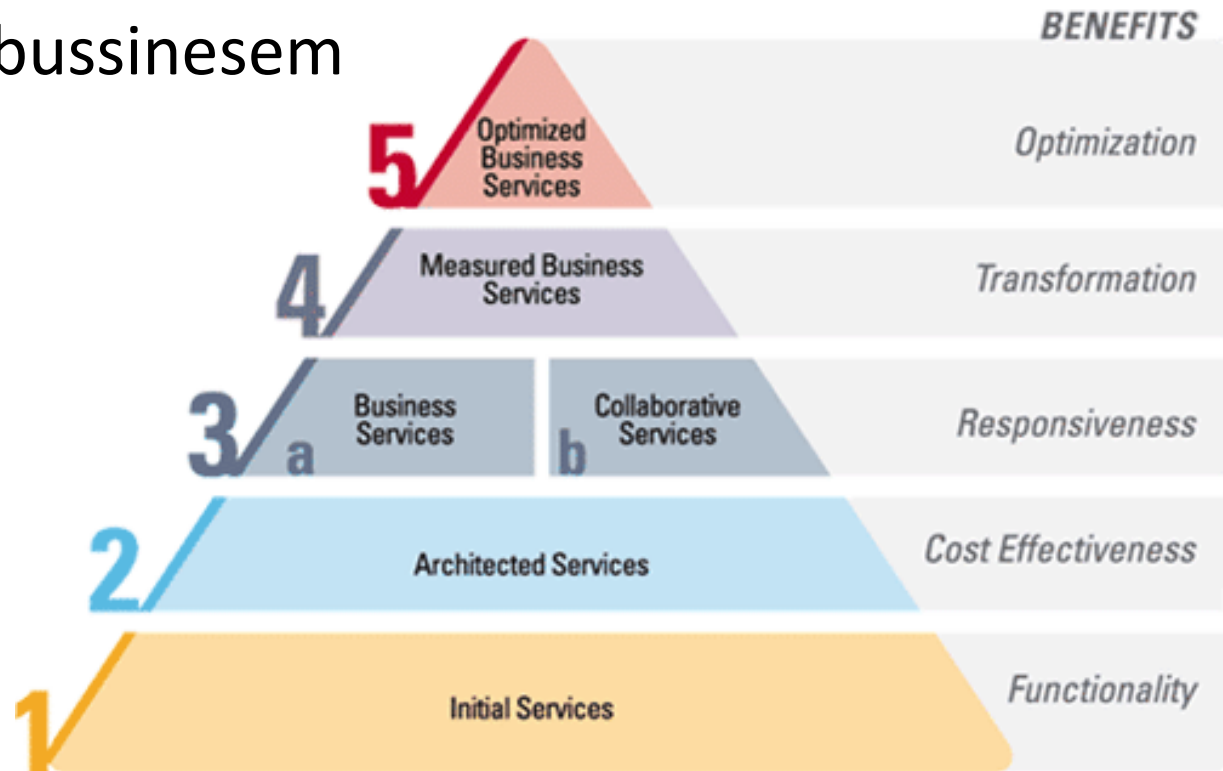 bussinesem
BENEFITS
5
Optimized
Business
Services
Optimization
4
Measured Business
Services
Transformation
3
a
Business
Services
b
Collaborative
Services
Responsiveness
2
Architected Services
Cost Effectiveness
1
Initial Services
Functionality